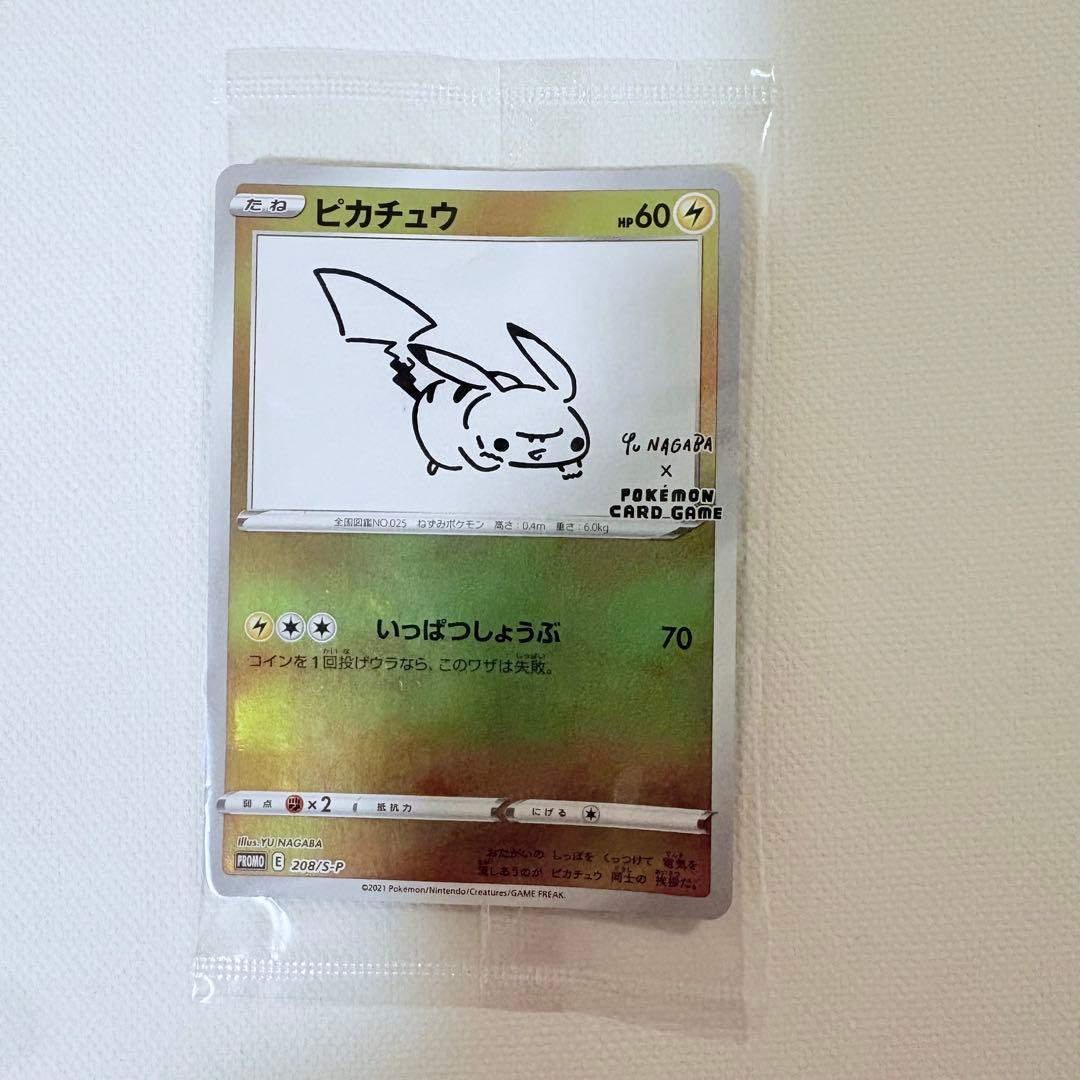 たね ピカチュウ HP60
YU NAGABA
×
POKÉMON
CARD GAME
全国図鑑NO.025 ねずみポケモン 高さ:0.4m 重さ:6.0kg
いっぱつしょうぶ 70
コインを1回投げウラなら、このワザは失敗。
弱点 ×2 抵抗力 にげる
Illus.YU NAGABA
PROMO E 208/S-P
おたがいの しっぽを くっつけて 電気を
流しあうのが ピカチュウ 同士の 挨拶だ。
©2021 Pokémon/Nintendo/Creatures/GAME FREAK.